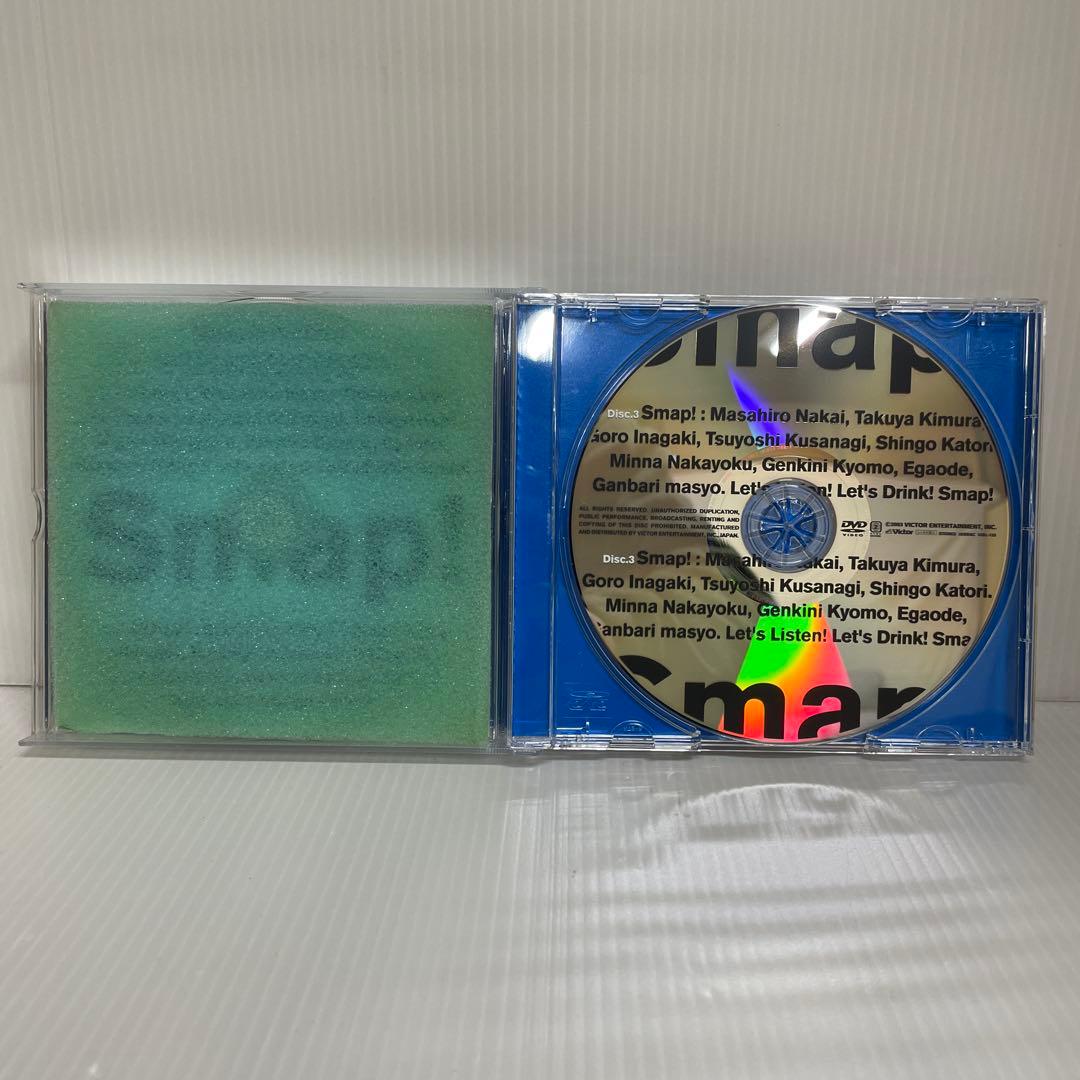 Smap!
smap
Disc.3 Smap! : Masahiro Nakai, Takuya Kimura,
Goro Inagaki, Tsuyoshi Kusanagi, Shingo Katori
Minna Nakayoku, Genkini Kyomo, Egaode,
Ganbari masyo. Let's Listen! Let's Drink! Smap!
ALL RIGHTS RESERVED. UNAUTHORIZED DUPLICATION,
PUBLIC PERFORMANCE, BROADCASTING, RENTING AND
COPYING OF THIS DISC PROHIBITED. MANUFACTURED
AND DISTRIBUTED BY VICTOR ENTERTAINMENT, INC., JAPAN.
DVD
VIDEO
©2003 VICTOR ENTERTAINMENT, INC.
Victor
Disc.3 Smap! : Masahiro Nakai, Takuya Kimura,
Goro Inagaki, Tsuyoshi Kusanagi, Shingo Katori.
Minna Nakayoku, Genkini Kyomo, Egaode,
Ganbari masyo. Let's Listen! Let's Drink! Sma
Smap